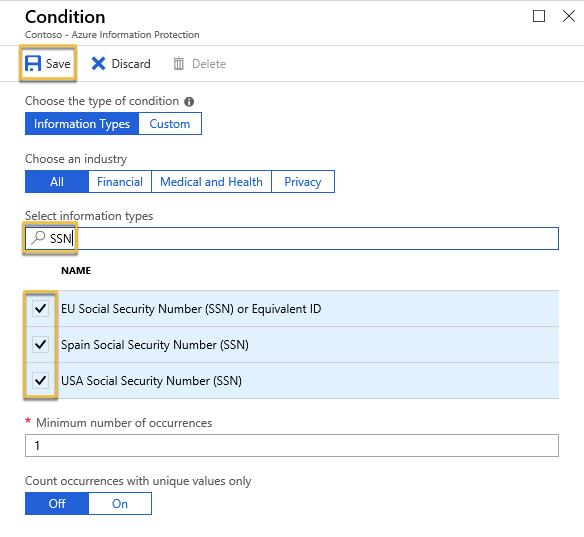 Condition
Contoso - Azure Information Protection
Save Discard Delete
Choose the type of condition
Information Types Custom
Choose an industry
All Financial Medical and Health Privacy
Select information types
SSN
NAME
EU Social Security Number (SSN) or Equivalent ID
Spain Social Security Number (SSN)
USA Social Security Number (SSN)
* Minimum number of occurrences
1
Count occurrences with unique values only
Off On